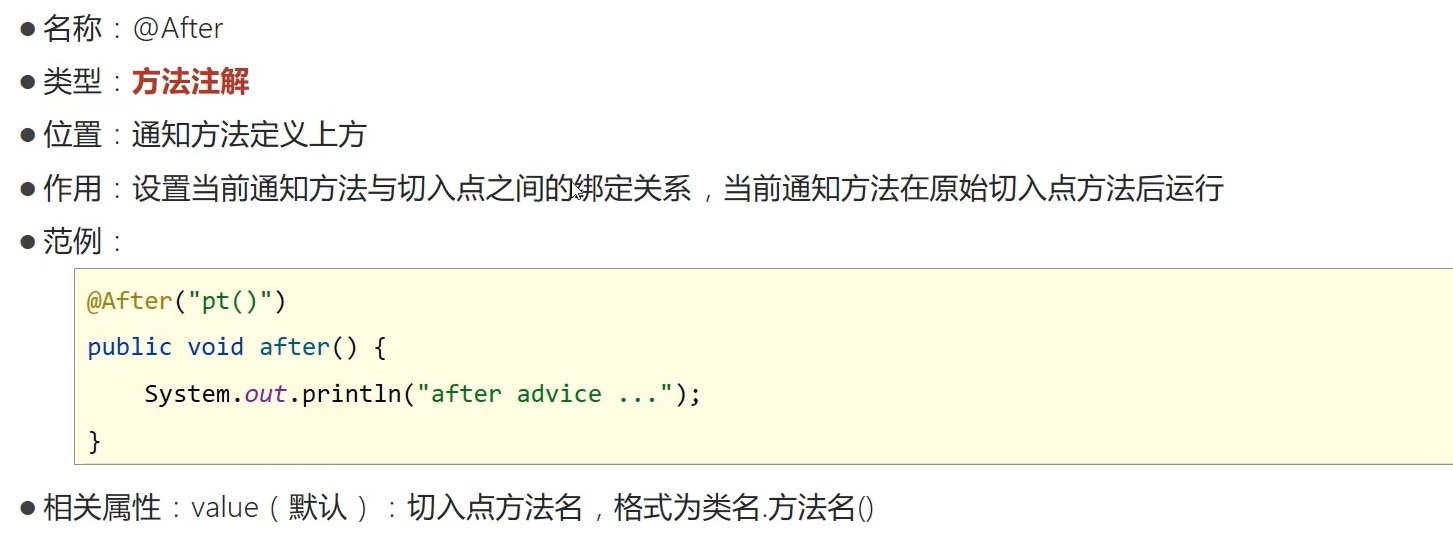 ● 名称：@After
● 类型：方法注解
● 位置：通知方法定义上方
● 作用：设置当前通知方法与切入点之间的绑定关系，当前通知方法在原始切入点方法后运行
● 范例：
@After("pt()")
public void after() {
    System.out.println("after advice ...");
}
● 相关属性：value（默认）：切入点方法名，格式为类名.方法名()